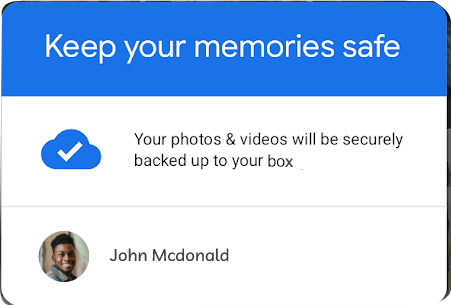 Keep your memories safe
Your photos & videos will be securely
backed up to your box
John Mcdonald